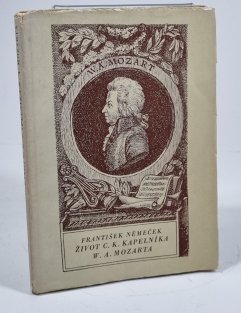 W.A.MOZART
FRANTIŠEK NĚMEČEK
ŽIVOT C. K. KAPELNÍKA
W. A. MOZARTA